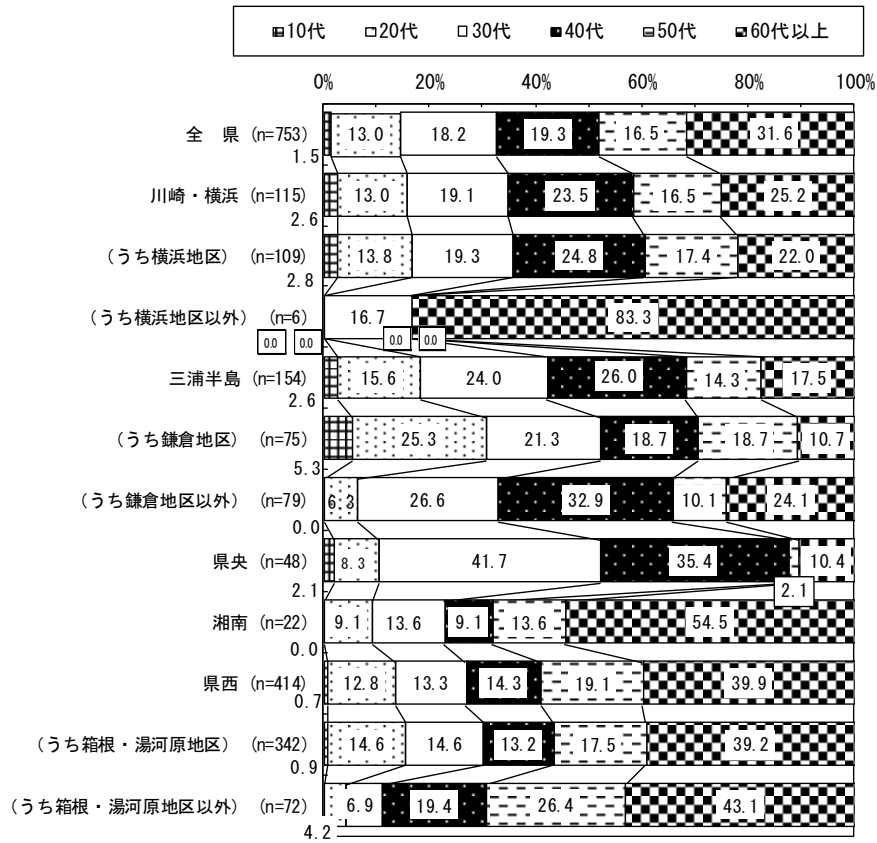 10代 20代 30代 40代 50代 60代以上
0% 20% 40% 60% 80% 100%
全 県 (n=753) 13.0 18.2 19.3 16.5 31.6
1.5
川崎・横浜 (n=115) 13.0 19.1 23.5 16.5 25.2
2.6
(うち横浜地区) (n=109) 13.8 19.3 24.8 17.4 22.0
2.8
(うち横浜地区以外) (n=6) 16.7 83.3
0.0 0.0 0.0 0.0
三浦半島 (n=154) 15.6 24.0 26.0 14.3 17.5
2.6
(うち鎌倉地区) (n=75) 25.3 21.3 18.7 18.7 10.7
5.3
(うち鎌倉地区以外) (n=79) 6.3 26.6 32.9 10.1 24.1
0.0
県央 (n=48) 8.3 41.7 35.4 10.4
2.1 2.1
湘南 (n=22) 9.1 13.6 9.1 13.6 54.5
0.0
県西 (n=414) 12.8 13.3 14.3 19.1 39.9
0.7
(うち箱根・湯河原地区) (n=342) 14.6 14.6 13.2 17.5 39.2
0.9
(うち箱根・湯河原地区以外) (n=72) 6.9 19.4 26.4 43.1
4.2